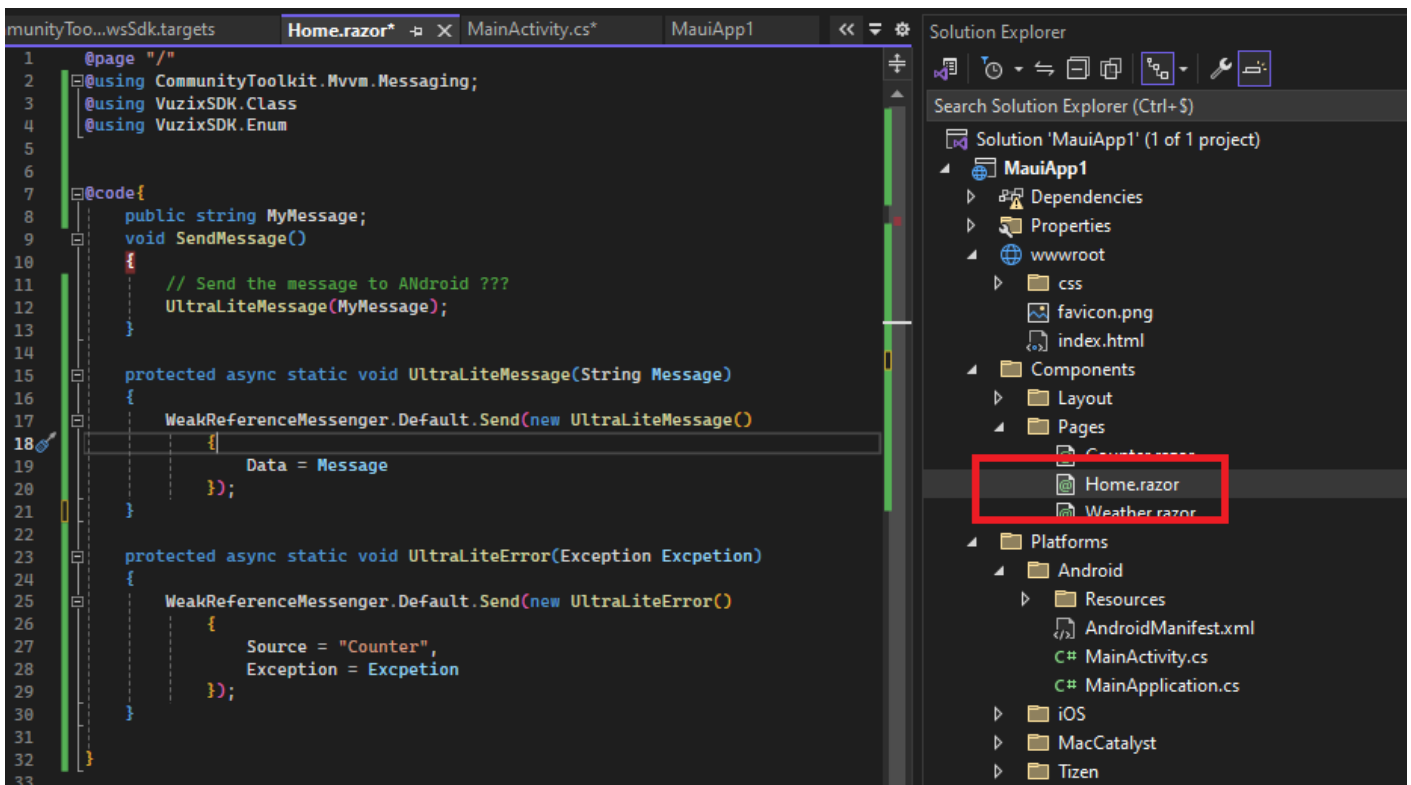 munityToo...wsSdk.targets
Home.razor*
MainActivity.cs*
MauiApp1
1 @page "/"
2 @using CommunityToolkit.Mvvm.Messaging;
3 @using VuzixSDK.Class
4 @using VuzixSDK.Enum
5
6
7 @code{
8 public string MyMessage;
9 void SendMessage()
10 {
11 // Send the message to ANdroid ???
12 UltraLiteMessage(MyMessage);
13 }
14
15 protected async static void UltraLiteMessage(String Message)
16 {
17 WeakReferenceMessenger.Default.Send(new UltraLiteMessage()
18 {
19 Data = Message
20 });
21 }
22
23 protected async static void UltraLiteError(Exception Excpetion)
24 {
25 WeakReferenceMessenger.Default.Send(new UltraLiteError()
26 {
27 Source = "Counter",
28 Exception = Excpetion
29 });
30 }
31
32 }
33
Solution Explorer
Search Solution Explorer (Ctrl+$)
Solution 'MauiApp1' (1 of 1 project)
MauiApp1
Dependencies
Properties
wwwroot
css
favicon.png
index.html
Components
Layout
Pages
Counter.razor
Home.razor
Weather.razor
Platforms
Android
Resources
AndroidManifest.xml
C# MainActivity.cs
C# MainApplication.cs
iOS
MacCatalyst
Tizen